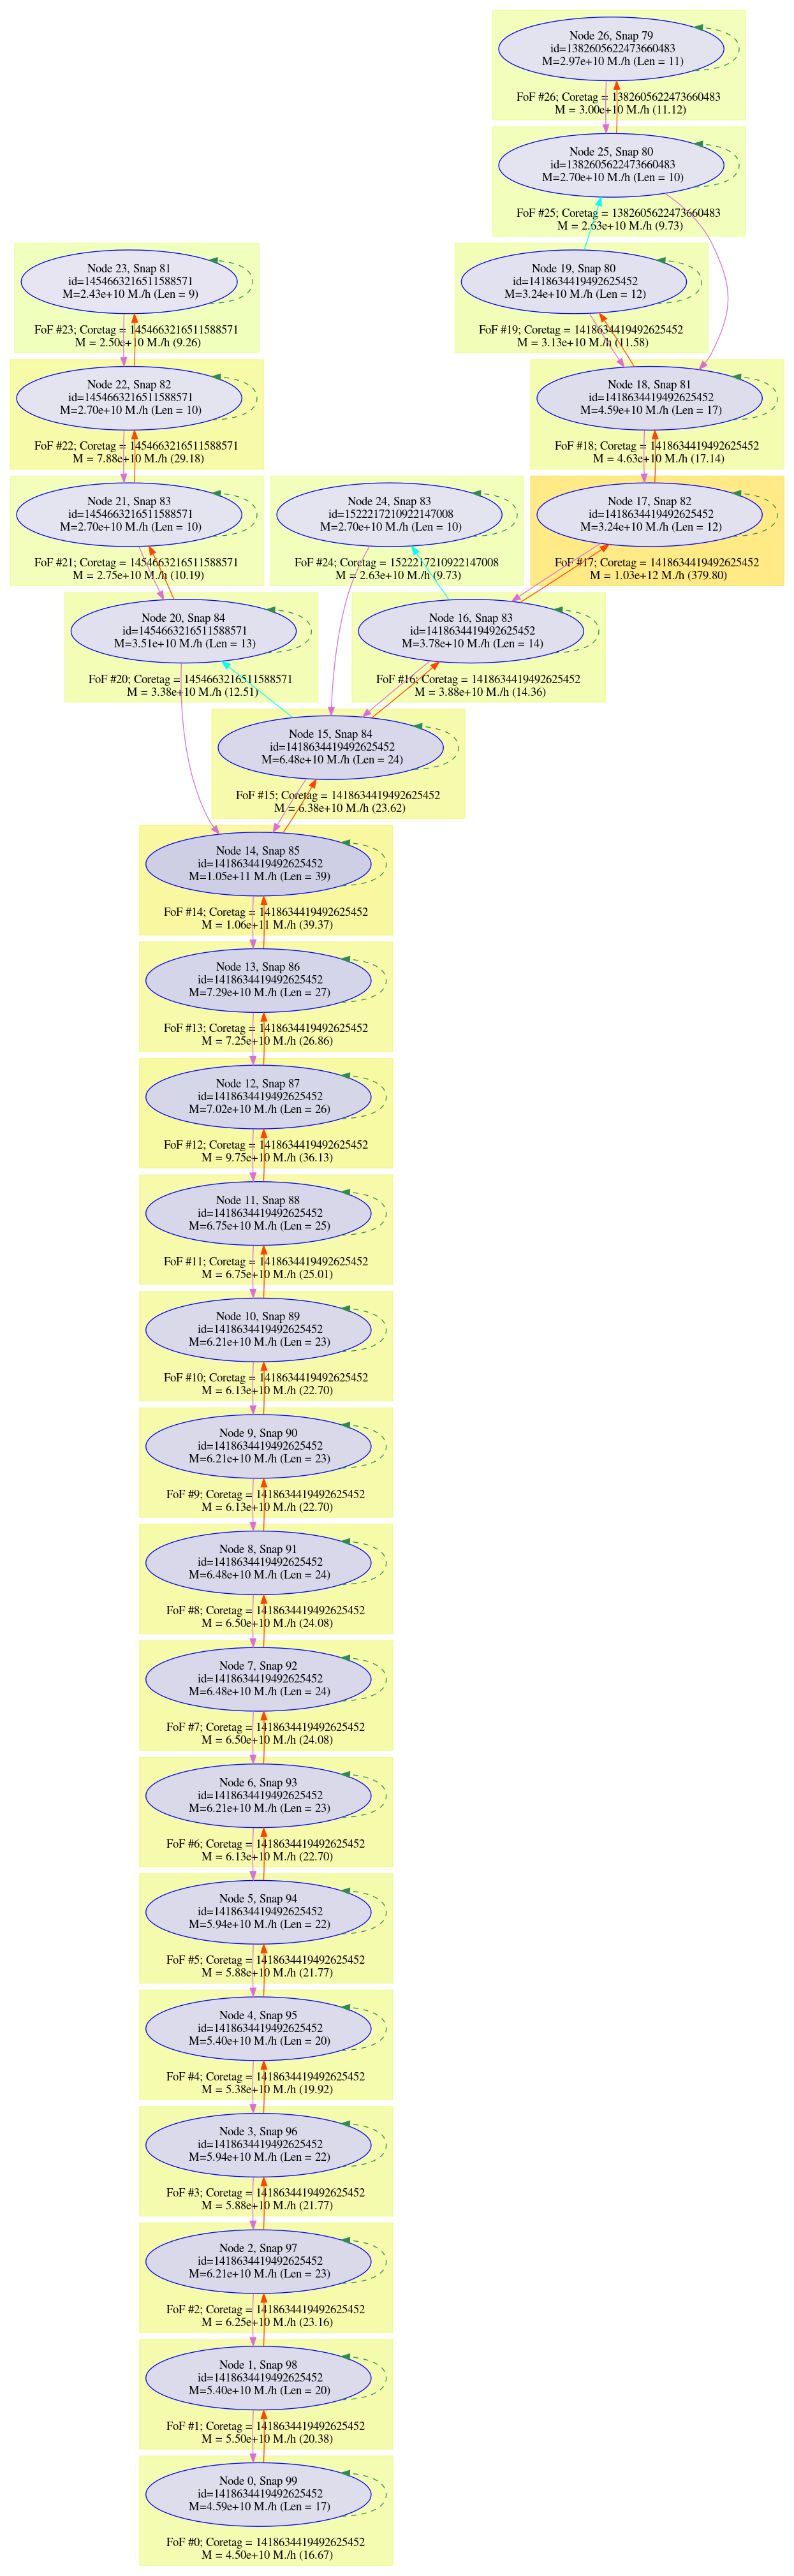 Node 26, Snap 79
id=1382605622473660483
M=2.97e+10 M./h (Len = 11)
FoF #26; Coretag = 1382605622473660483
M = 3.00e+10 M./h (11.12)
Node 25, Snap 80
id=1382605622473660483
M=2.70e+10 M./h (Len = 10)
FoF #25; Coretag = 1382605622473660483
M = 2.63e+10 M./h (9.73)
Node 23, Snap 81
id=1454663216511588571
M=2.43e+10 M./h (Len = 9)
FoF #23; Coretag = 1454663216511588571
M = 2.50e+10 M./h (9.26)
Node 19, Snap 80
id=1418634419492625452
M=3.24e+10 M./h (Len = 12)
FoF #19; Coretag = 1418634419492625452
M = 3.13e+10 M./h (11.58)
Node 22, Snap 82
id=1454663216511588571
M=2.70e+10 M./h (Len = 10)
FoF #22; Coretag = 1454663216511588571
M = 7.88e+10 M./h (29.18)
Node 18, Snap 81
id=1418634419492625452
M=4.59e+10 M./h (Len = 17)
FoF #18; Coretag = 1418634419492625452
M = 4.63e+10 M./h (17.14)
Node 21, Snap 83
id=1454663216511588571
M=2.70e+10 M./h (Len = 10)
FoF #21; Coretag = 1454663216511588571
M = 2.75e+10 M./h (10.19)
Node 24, Snap 83
id=1522217210922147008
M=2.70e+10 M./h (Len = 10)
FoF #24; Coretag = 1522217210922147008
M = 2.63e+10 M./h (9.73)
Node 17, Snap 82
id=1418634419492625452
M=3.24e+10 M./h (Len = 12)
FoF #17; Coretag = 1418634419492625452
M = 1.03e+12 M./h (379.80)
Node 20, Snap 84
id=1454663216511588571
M=3.51e+10 M./h (Len = 13)
FoF #20; Coretag = 1454663216511588571
M = 3.38e+10 M./h (12.51)
Node 16, Snap 83
id=1418634419492625452
M=3.78e+10 M./h (Len = 14)
FoF #16; Coretag = 1418634419492625452
M = 3.88e+10 M./h (14.36)
Node 15, Snap 84
id=1418634419492625452
M=6.48e+10 M./h (Len = 24)
FoF #15; Coretag = 1418634419492625452
M = 6.38e+10 M./h (23.62)
Node 14, Snap 85
id=1418634419492625452
M=1.05e+11 M./h (Len = 39)
FoF #14; Coretag = 1418634419492625452
M = 1.06e+11 M./h (39.37)
Node 13, Snap 86
id=1418634419492625452
M=7.29e+10 M./h (Len = 27)
FoF #13; Coretag = 1418634419492625452
M = 7.25e+10 M./h (26.86)
Node 12, Snap 87
id=1418634419492625452
M=7.02e+10 M./h (Len = 26)
FoF #12; Coretag = 1418634419492625452
M = 9.75e+10 M./h (36.13)
Node 11, Snap 88
id=1418634419492625452
M=6.75e+10 M./h (Len = 25)
FoF #11; Coretag = 1418634419492625452
M = 6.75e+10 M./h (25.01)
Node 10, Snap 89
id=1418634419492625452
M=6.21e+10 M./h (Len = 23)
FoF #10; Coretag = 1418634419492625452
M = 6.13e+10 M./h (22.70)
Node 9, Snap 90
id=1418634419492625452
M=6.21e+10 M./h (Len = 23)
FoF #9; Coretag = 1418634419492625452
M = 6.13e+10 M./h (22.70)
Node 8, Snap 91
id=1418634419492625452
M=6.48e+10 M./h (Len = 24)
FoF #8; Coretag = 1418634419492625452
M = 6.50e+10 M./h (24.08)
Node 7, Snap 92
id=1418634419492625452
M=6.48e+10 M./h (Len = 24)
FoF #7; Coretag = 1418634419492625452
M = 6.50e+10 M./h (24.08)
Node 6, Snap 93
id=1418634419492625452
M=6.21e+10 M./h (Len = 23)
FoF #6; Coretag = 1418634419492625452
M = 6.13e+10 M./h (22.70)
Node 5, Snap 94
id=1418634419492625452
M=5.94e+10 M./h (Len = 22)
FoF #5; Coretag = 1418634419492625452
M = 5.88e+10 M./h (21.77)
Node 4, Snap 95
id=1418634419492625452
M=5.40e+10 M./h (Len = 20)
FoF #4; Coretag = 1418634419492625452
M = 5.38e+10 M./h (19.92)
Node 3, Snap 96
id=1418634419492625452
M=5.94e+10 M./h (Len = 22)
FoF #3; Coretag = 1418634419492625452
M = 5.88e+10 M./h (21.77)
Node 2, Snap 97
id=1418634419492625452
M=6.21e+10 M./h (Len = 23)
FoF #2; Coretag = 1418634419492625452
M = 6.25e+10 M./h (23.16)
Node 1, Snap 98
id=1418634419492625452
M=5.40e+10 M./h (Len = 20)
FoF #1; Coretag = 1418634419492625452
M = 5.50e+10 M./h (20.38)
Node 0, Snap 99
id=1418634419492625452
M=4.59e+10 M./h (Len = 17)
FoF #0; Coretag = 1418634419492625452
M = 4.50e+10 M./h (16.67)